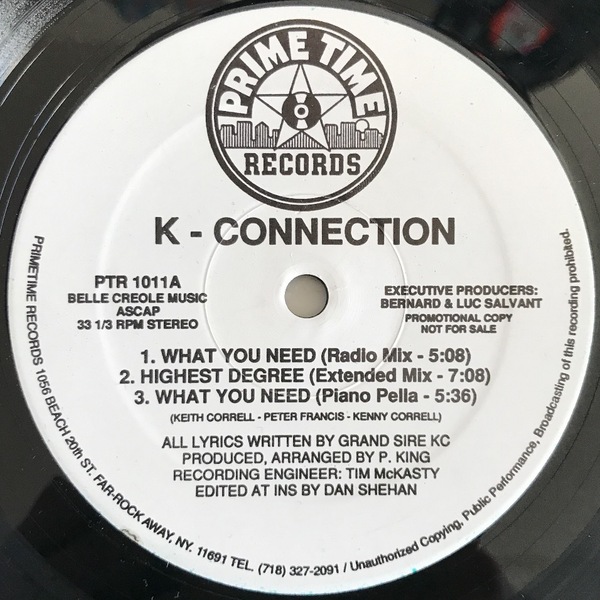 PRIME TIME
RECORDS
K - CONNECTION
PTR 1011A
BELLE CREOLE MUSIC
ASCAP
33 1/3 RPM STEREO
EXECUTIVE PRODUCERS:
BERNARD & LUC SALVANT
PROMOTIONAL COPY
NOT FOR SALE
1. WHAT YOU NEED (Radio Mix - 5:08)
2. HIGHEST DEGREE (Extended Mix - 7:08)
3. WHAT YOU NEED (Piano Pella - 5:36)
(KEITH CORRELL - PETER FRANCIS - KENNY CORRELL)
ALL LYRICS WRITTEN BY GRAND SIRE KC
PRODUCED, ARRANGED BY P. KING
RECORDING ENGINEER: TIM McKASTY
EDITED AT INS BY DAN SHEHAN
PRIMETIME RECORDS 1056 BEACH 20th ST. FAR-ROCK AWAY, NY. 11691 TEL. (718) 327-2091 / Unauthorized Copying, Public Performance, Broadcasting of this recording prohibited.